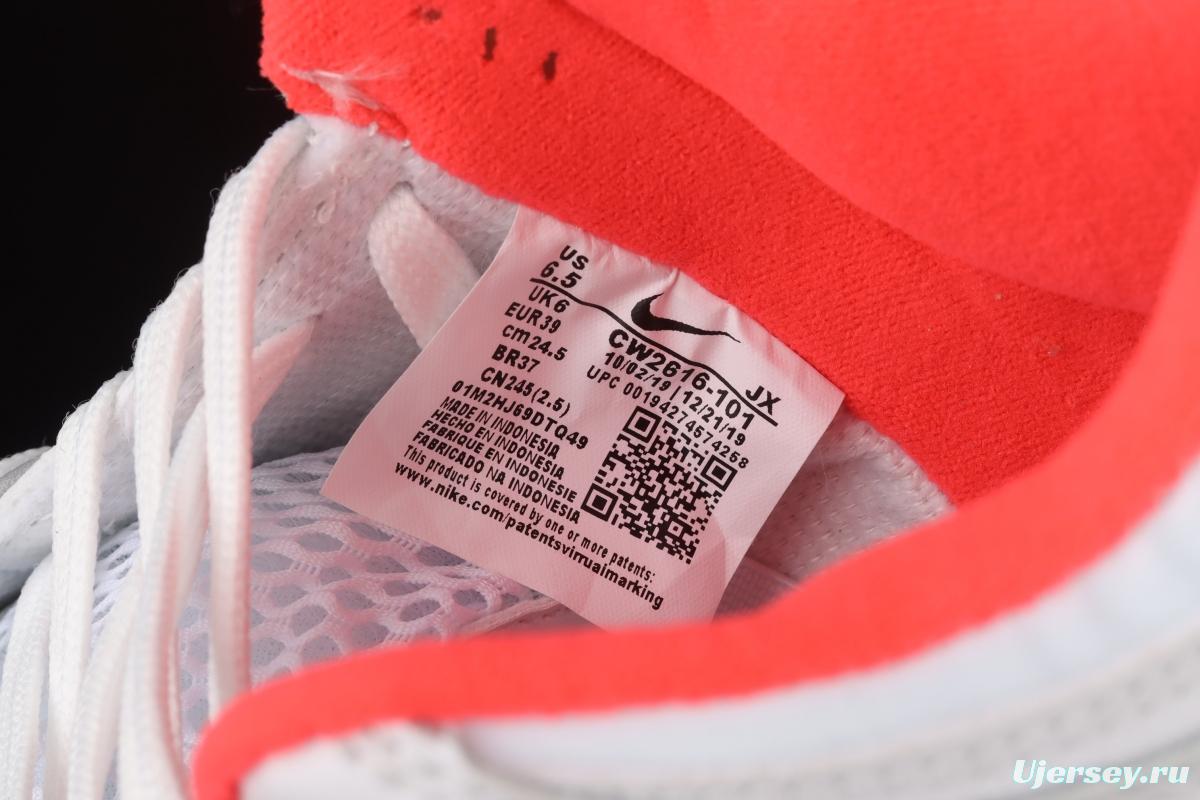 US
6.5
UK6
EUR39
cm24.5
BR37
CN245(2.5)
01M2HJ69DTQ49
CW2616-101 JX
10/02/19 | 12/21/19
UPC 00194274574258
MADE IN INDONESIA
HECHO EN INDONESIA
FABRIQUE EN INDONESIE
FABRICADO NA INDONESIA
This product is covered by one or more patents:
www.nike.com/patentsvirrualmarking
Ujersey.ru